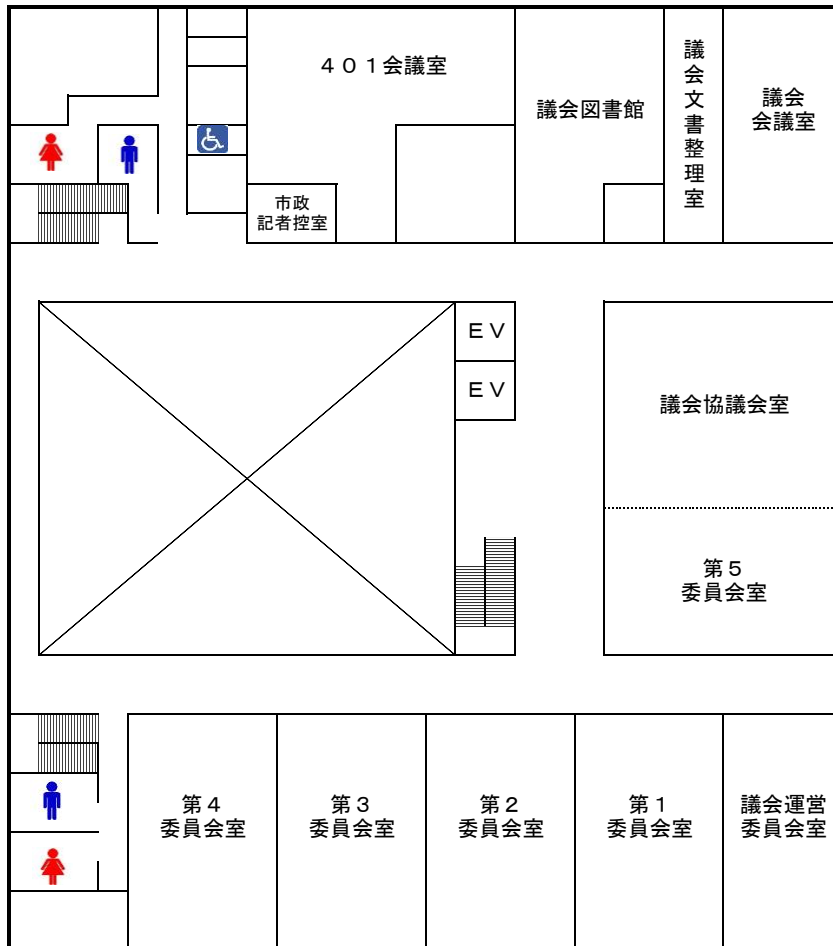 ４０１会議室
議会図書館
議会文書整理室
議会
会議室
市政
記者控室
ＥＶ
ＥＶ
議会協議会室
第５
委員会室
第４
委員会室
第３
委員会室
第２
委員会室
第１
委員会室
議会運営
委員会室